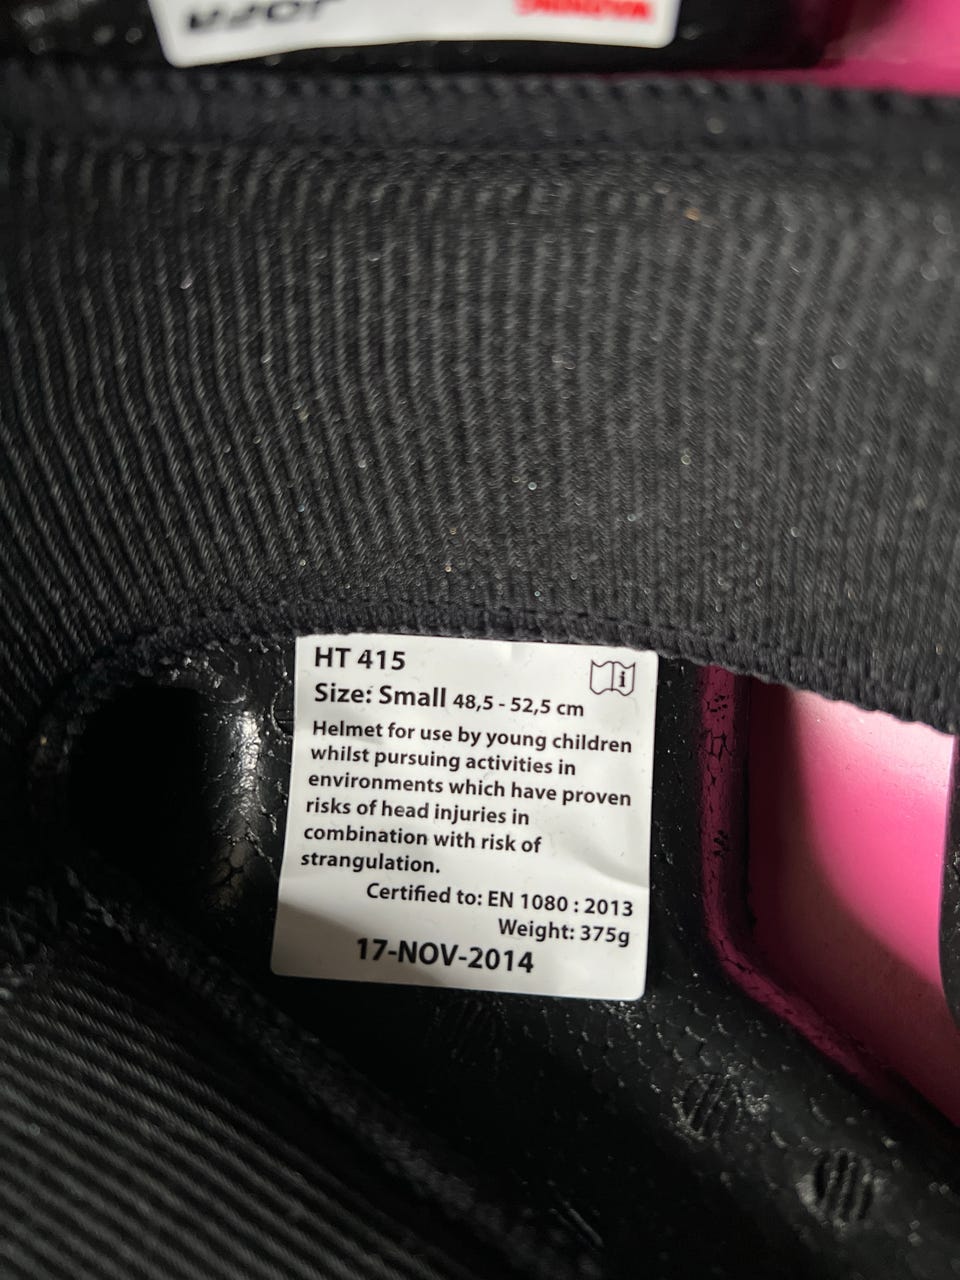 JOFA
WARNING
HT 415
Size: Small 48,5 - 52,5 cm
Helmet for use by young children
whilst pursuing activities in
environments which have proven
risks of head injuries in
combination with risk of
strangulation.
Certified to: EN 1080 : 2013
Weight: 375g
17-NOV-2014